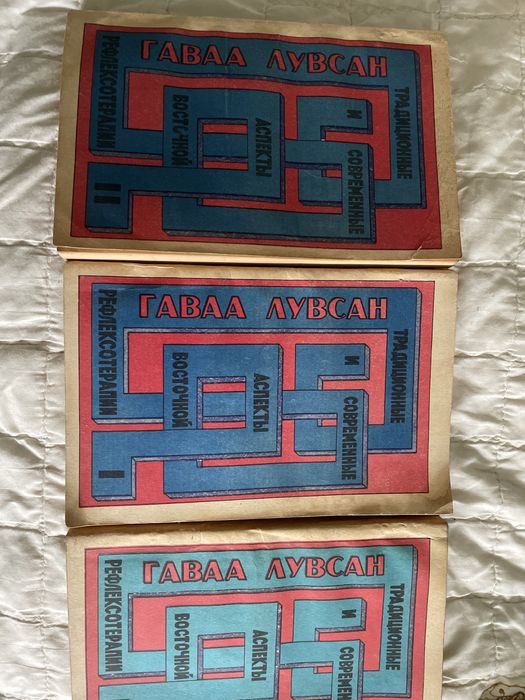 ГАВАА ЛУВСАН
ТРАДИЦИОННЫЕ
И
СОВРЕМЕННЫЕ
АСПЕКТЫ
ВОСТОЧНОЙ
РЕФЛЕКСОТЕРАПИИ
II
ГАВАА ЛУВСАН
ТРАДИЦИОННЫЕ
И
СОВРЕМЕННЫЕ
АСПЕКТЫ
ВОСТОЧНОЙ
РЕФЛЕКСОТЕРАПИИ
I
ГАВАА ЛУВСАН
ТРАДИЦИОННЫЕ
И
СОВРЕМЕН
АСПЕКТЫ
ВОСТОЧНОЙ
РЕФЛЕКСОТЕРАПИИ